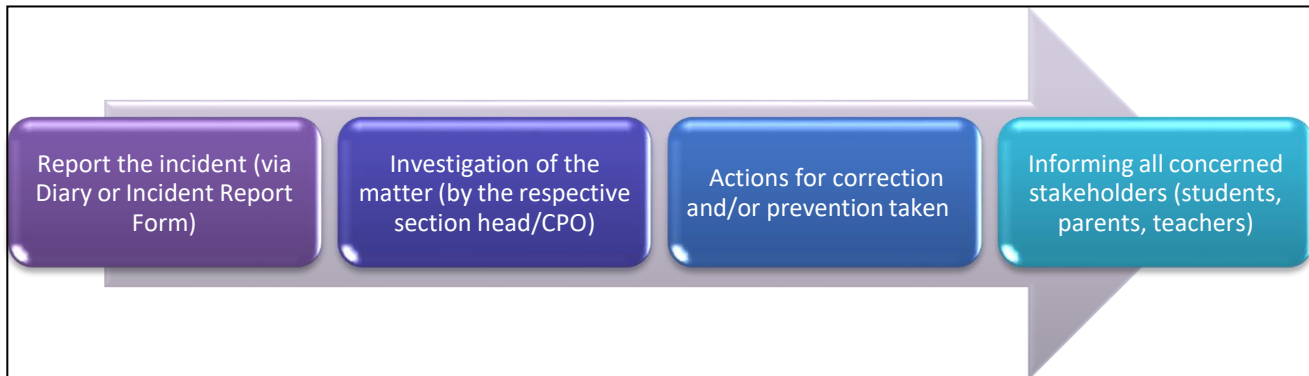 Report the incident (via
Diary or Incident Report
Form)
Investigation of the
matter (by the respective
section head/CPO)
Actions for correction
and/or prevention taken
Informing all concerned
stakeholders (students,
parents, teachers)